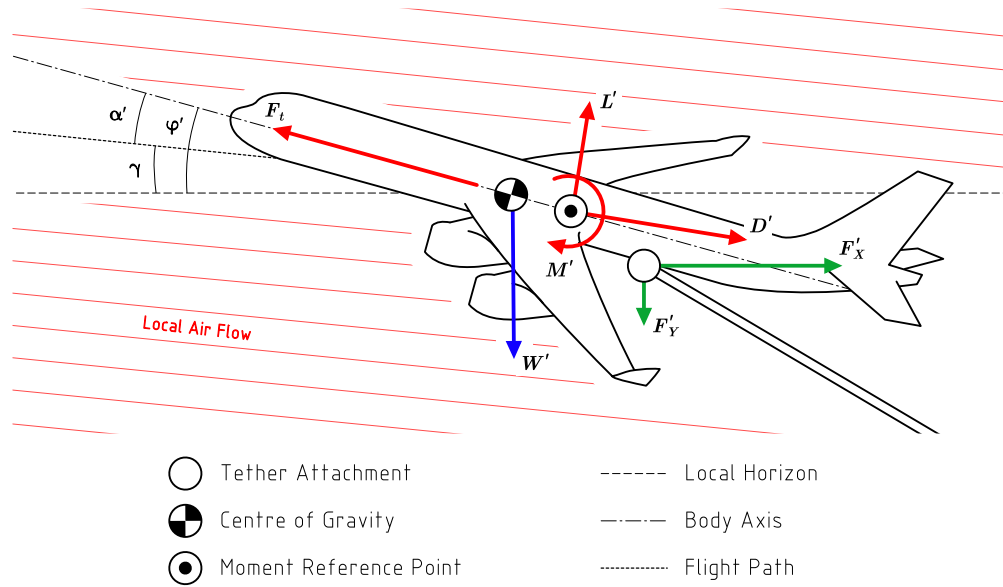 L'
F_t
α'
φ'
γ
D'
F'_X
M'
F'_Y
Local Air Flow
W'
Tether Attachment
Local Horizon
Centre of Gravity
Body Axis
Moment Reference Point
Flight Path